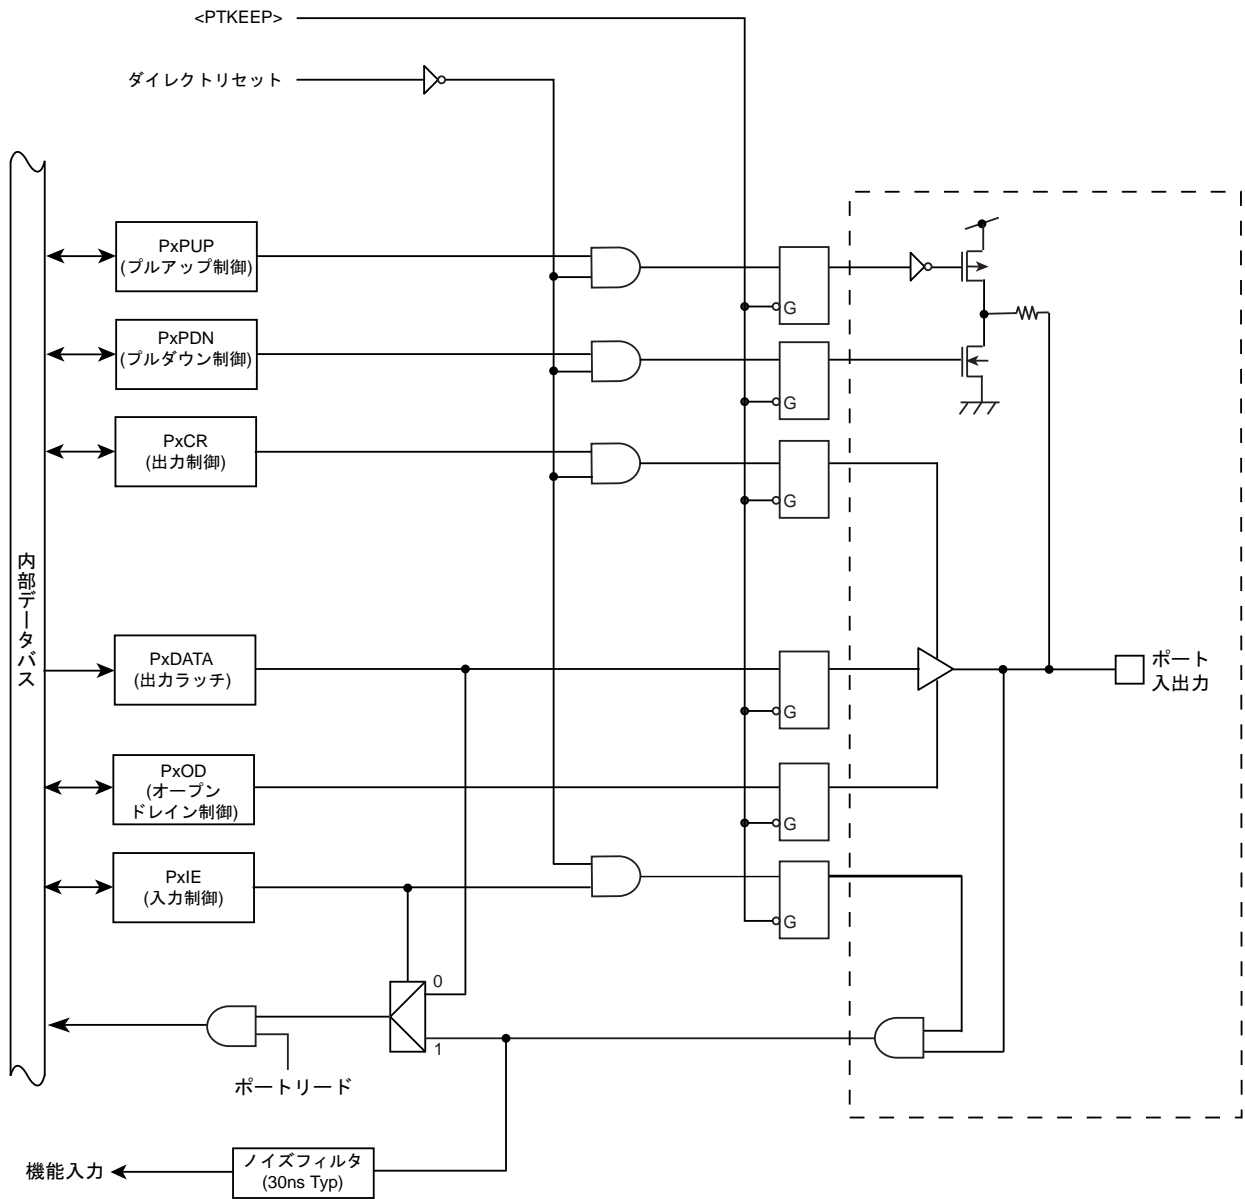 <PTKEEP>
ダイレクトリセット
PxPUP
(プルアップ制御)
G
PxPDN
(プルダウン制御)
G
PxCR
(出力制御)
G
内部データバス
PxDATA
(出力ラッチ)
G
ポート
入出力
PxOD
(オープン
ドレイン制御)
G
PxIE
(入力制御)
G
0
1
ポートリード
機能入力
ノイズフィルタ
(30ns Typ)